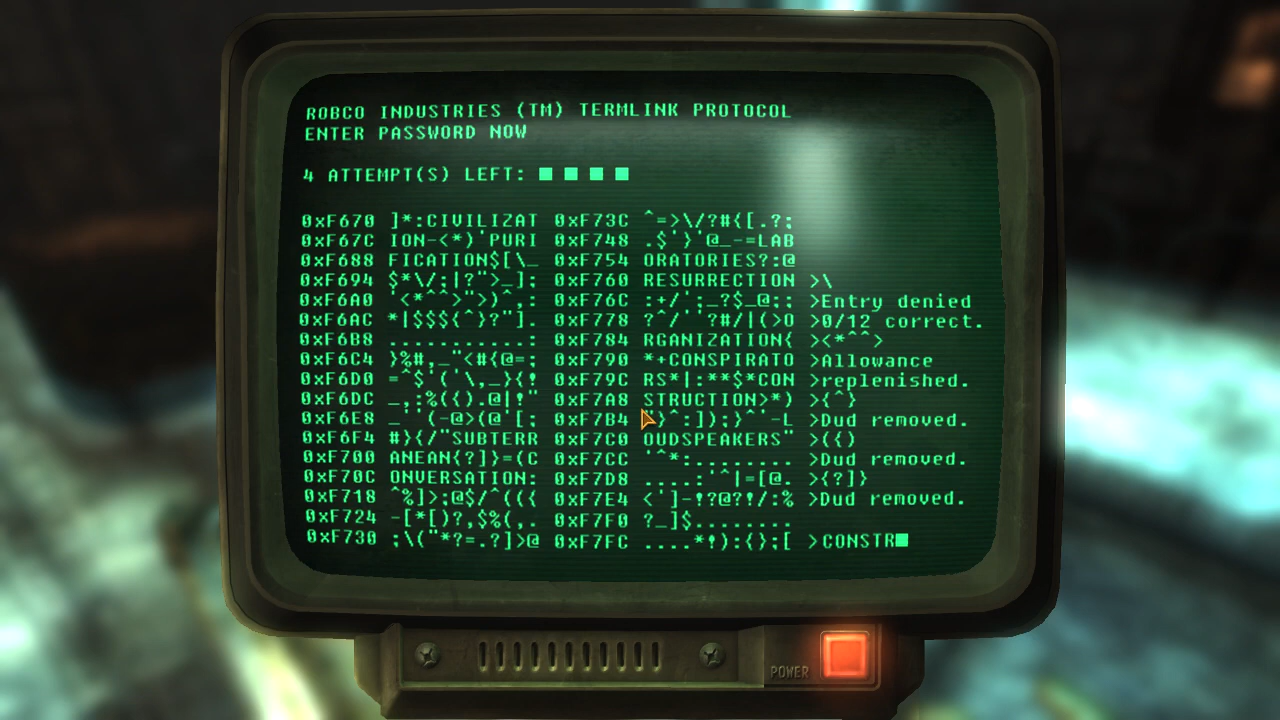 ROBCO INDUSTRIES (TM) TERMLINK PROTOCOL
ENTER PASSWORD NOW
4 ATTEMPT(S) LEFT: ■ ■ ■ ■
0xF670 ]*:CIVILIZAT 0xF73C ^=>\/?#{[.?;
0xF67C ION-<*)'PURI 0xF748 .$'}'@_-=LAB
0xF688 FICATION$[\_ 0xF754 ORATORIES?:@
0xF694 $*\/:|?">_]: 0xF760 RESURRECTION >\
0xF6A0 '<*^^>">)^,: 0xF76C :+/';_?$_@:; >Entry denied
0xF6AC *|$$${^}?"]. 0xF778 ?^/''?#/|(>O >0/12 correct.
0xF6B8 ...........: 0xF784 RGANIZATION{ ><*^^>
0xF6C4 }%#,_"<#{@=; 0xF790 *+CONSPIRATO >Allowance
0xF6D0 =^$'('\,_}{! 0xF79C RS*|:**$*CON >replenished.
0xF6DC _,:%({).@|!" 0xF7A8 STRUCTION>*) >{^}
0xF6E8 _''(-@>(@'[; 0xF7B4 "}^:]);}^'-L >Dud removed.
0xF6F4 #}{/"SUBTERR 0xF7C0 OUDSPEAKERS" >({)
0xF700 ANEAN{?]}=(C 0xF7CC '^*:........ >Dud removed.
0xF70C ONVERSATION: 0xF7D8 ....:'^|=[@. >{?]}
0xF718 ^%]>;@$/^(({ 0xF7E4 <']-!?@?!/:% >Dud removed.
0xF724 -[*[)?,$%(,. 0xF7F0 ?_]$........
0xF730 ;\("*?=.?]>@ 0xF7FC ....*!):{};[ >CONSTR■
POWER